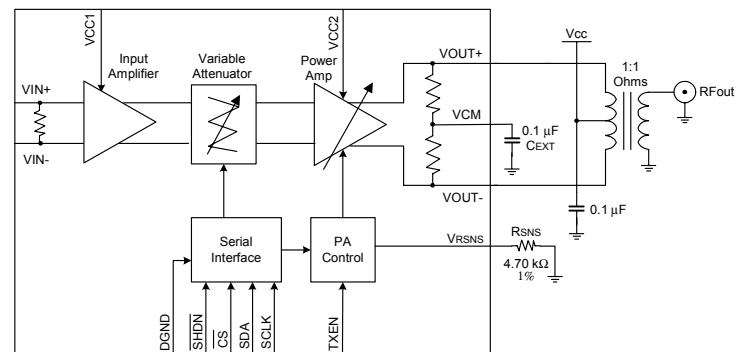 VCC1
VCC2
Input
Amplifier
Variable
Attenuator
Power
Amp
VIN+
VIN-
VOUT+
VCM
VOUT-
0.1 µF
CEXT
Vcc
1:1
Ohms
RFout
0.1 µF
Serial
Interface
PA
Control
VRSNS
RSNS
4.70 kΩ
1%
DGND
SHDN
CS
SDA
SCLK
TXEN